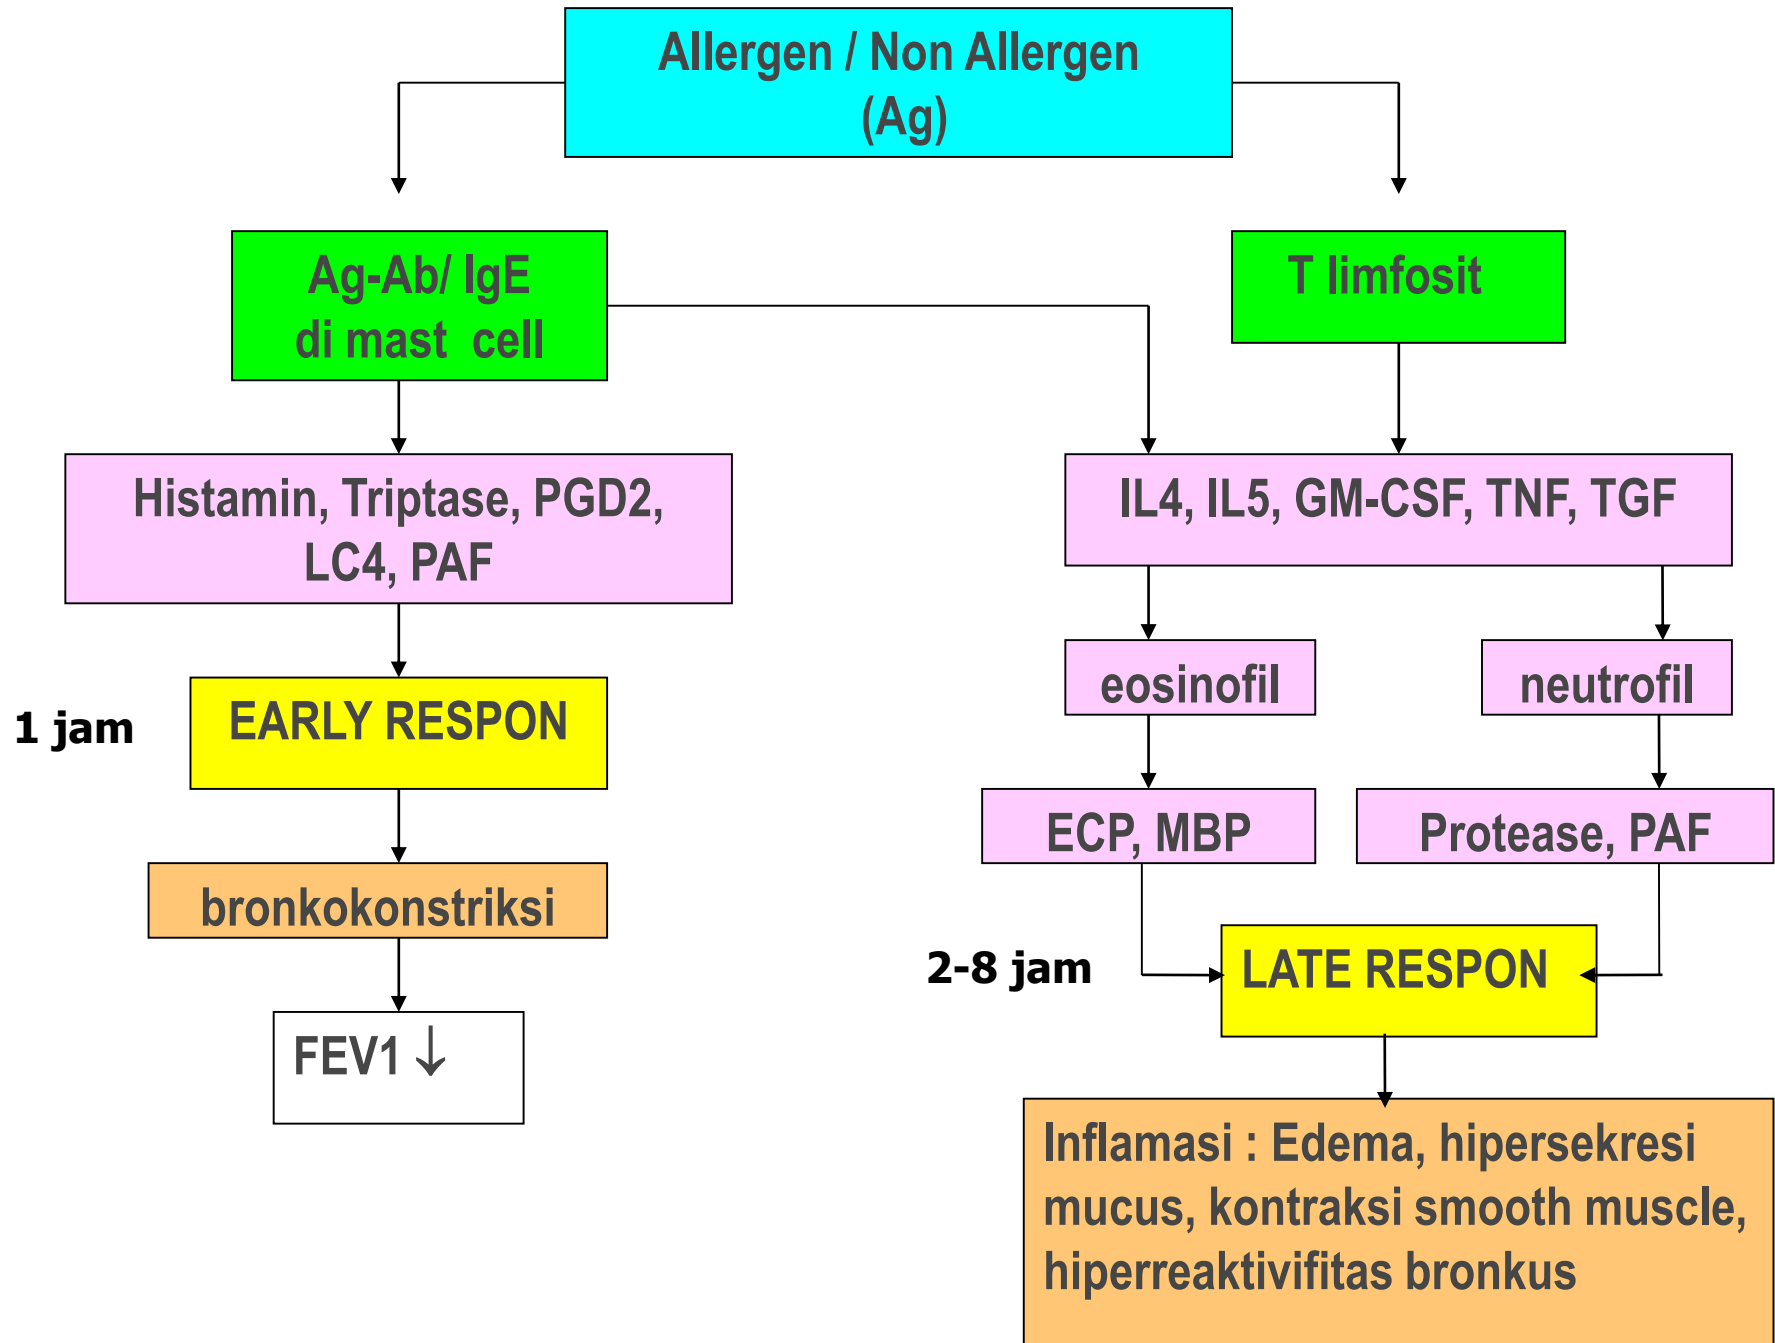 Allergen / Non Allergen
(Ag)
Ag-Ab/ IgE
di mast cell
T limfosit
Histamin, Triptase, PGD2,
LC4, PAF
IL4, IL5, GM-CSF, TNF, TGF
eosinofil
neutrofil
1 jam
EARLY RESPON
ECP, MBP
Protease, PAF
bronkokonstriksi
2-8 jam
LATE RESPON
FEV1 ↓
Inflamasi : Edema, hipersekresi
mucus, kontraksi smooth muscle,
hiperreaktivifitas bronkus